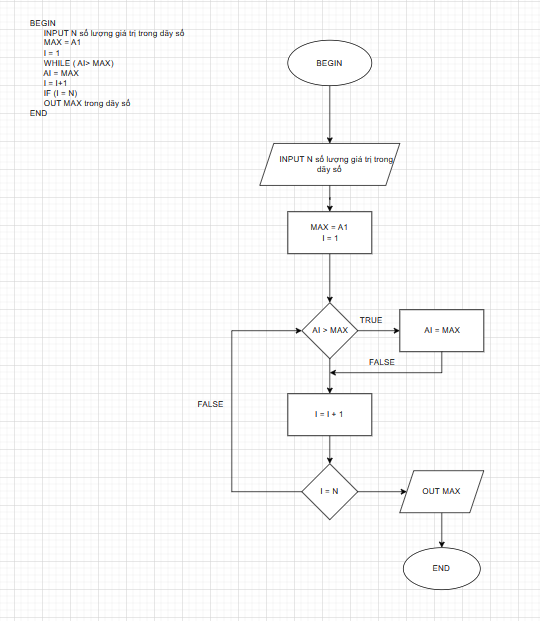 BEGIN
INPUT N số lượng giá trị trong dãy số
MAX = A1
I = 1
WHILE ( AI> MAX)
AI = MAX
I = I+1
IF (I = N)
OUT MAX trong dãy số
END
BEGIN
INPUT N số lượng giá trị trong
dãy số
MAX = A1
I = 1
AI > MAX
TRUE
AI = MAX
FALSE
I = I + 1
FALSE
I = N
OUT MAX
END